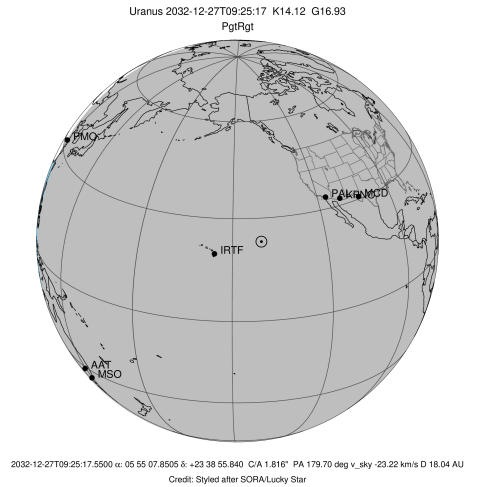 Uranus 2032-12-27T09:25:17 K14.12 G16.93
PgtRgt
PMO
PAL KPNO MCD
IRTF
AAT
MSO
2032-12-27T09:25:17.5500 α: 05 55 07.8505 δ: +23 38 55.840 C/A 1.816" PA 179.70 deg v_sky -23.22 km/s D 18.04 AU
Credit: Styled after SORA/Lucky Star